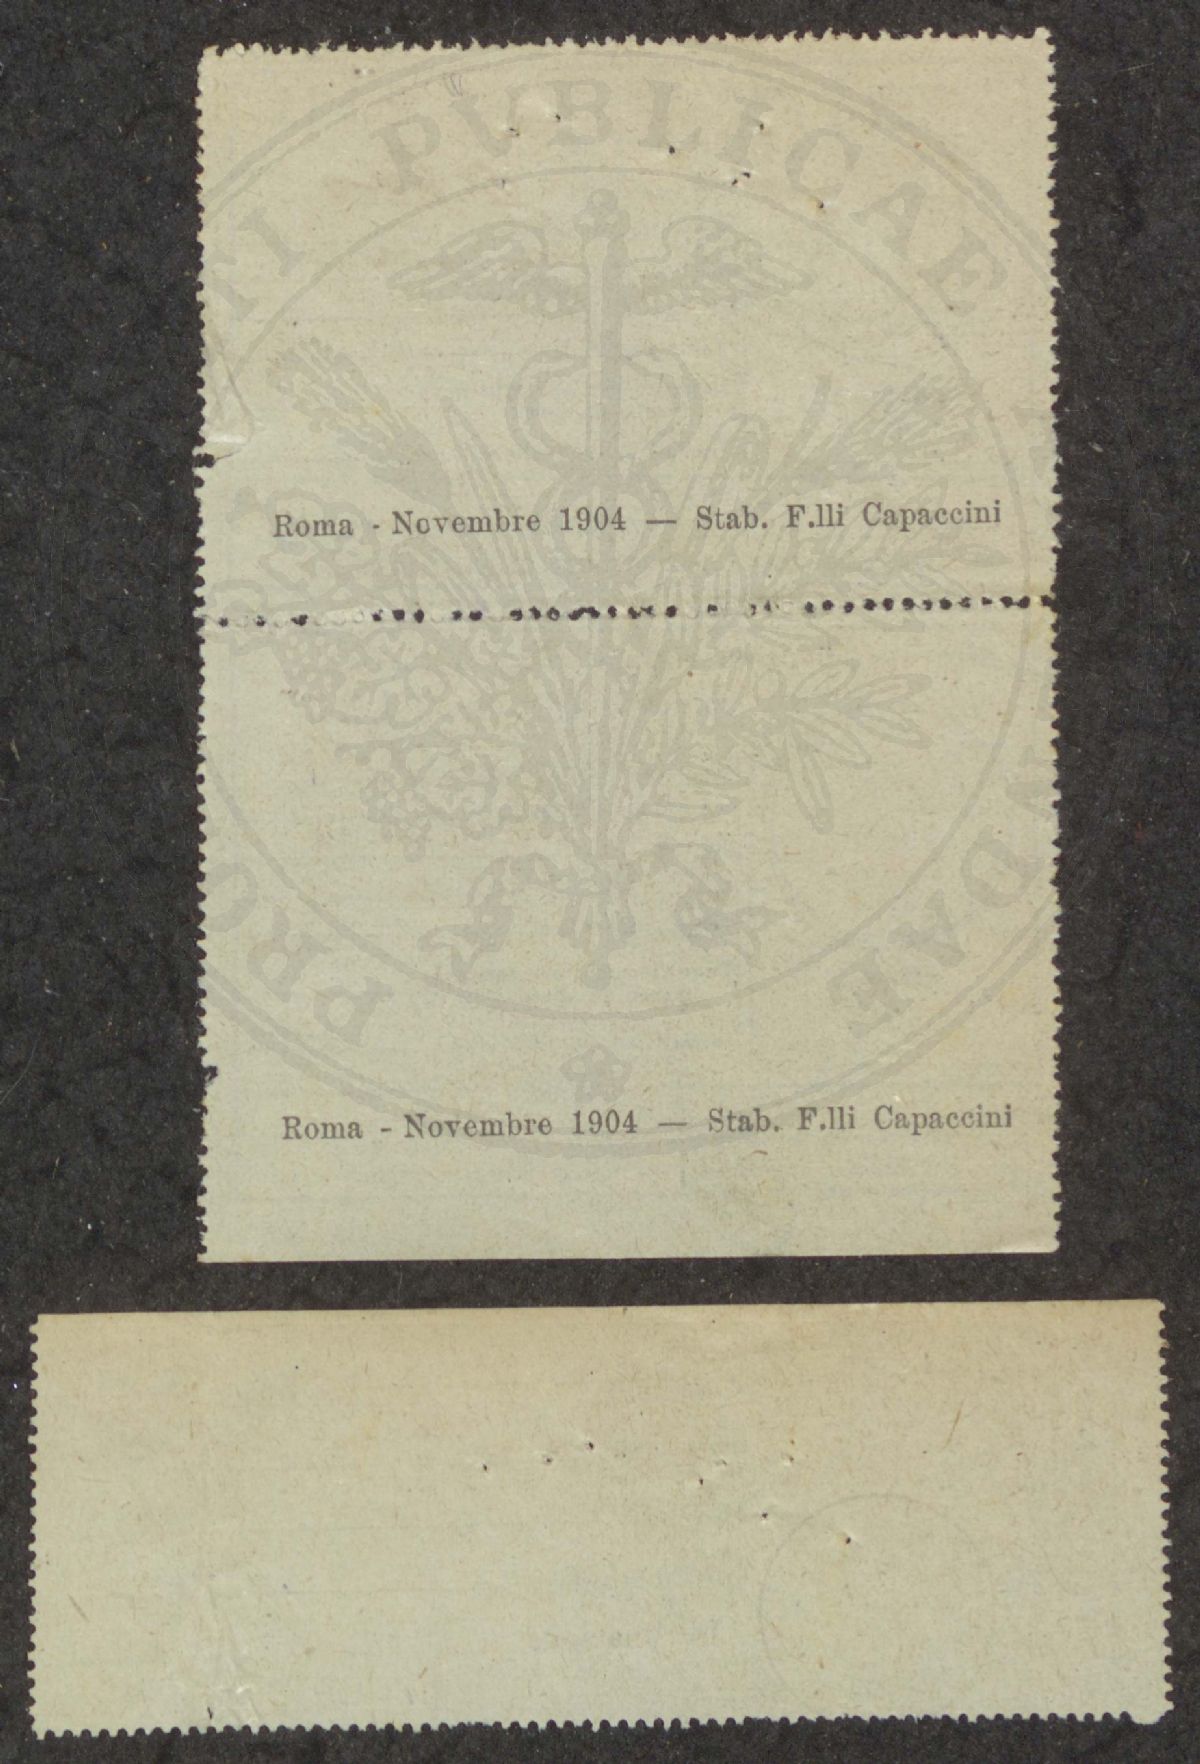 PUBLICAE
Roma - Novembre 1904 — Stab. F.lli Capaccini
Roma - Novembre 1904 — Stab. F.lli Capaccini